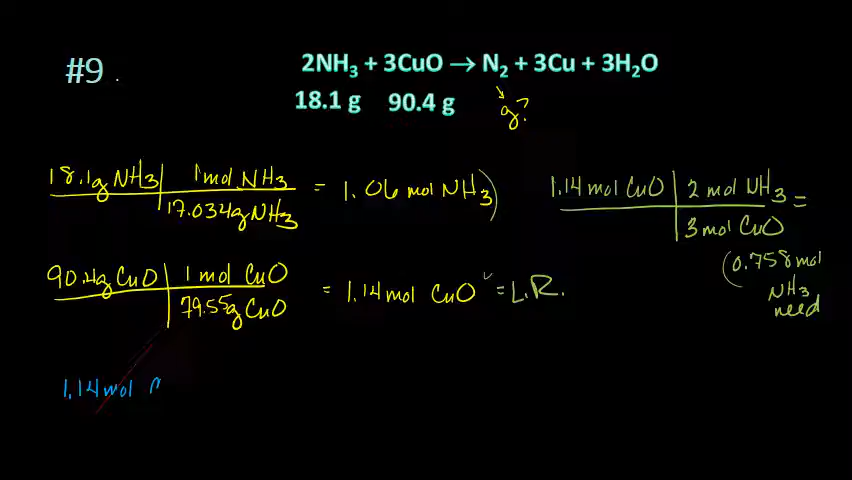 #9.
2NH₃ + 3CuO → N₂ + 3Cu + 3H₂O
18.1 g 90.4 g
g?
18.1g NH3 | 1mol NH3
17.034g NH3
= 1.06 mol NH3)
1.14 mol CuO | 2 mol NH3 =
3 mol CuO
(0.758 mol
NH3
need
90.4g CuO | 1 mol CuO
79.55g CuO
= 1.14 mol CuO = L.R.
1.14 mol